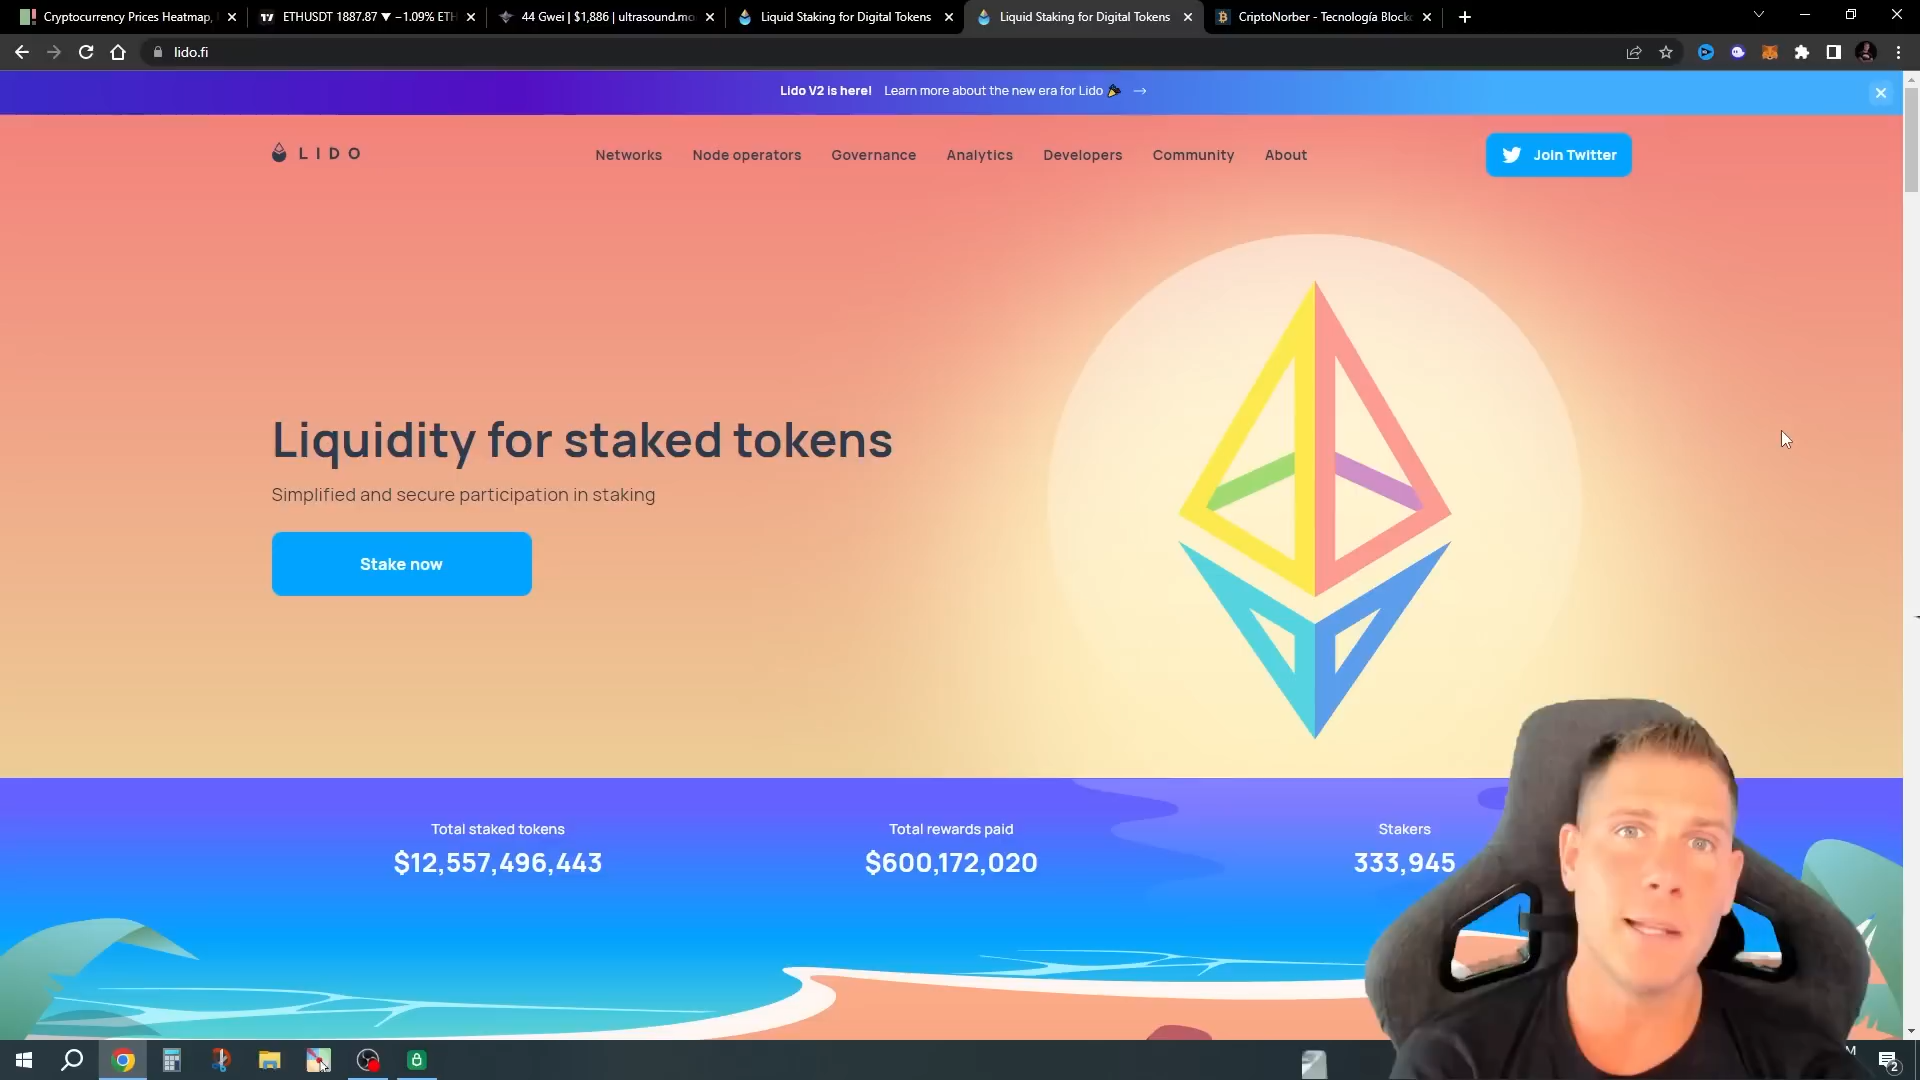 Cryptocurrency Prices Heatmap,
ETHUSDT 1887.87 ▼ −1.09% ETH
44 Gwei | $1,886 | ultrasound.mo
Liquid Staking for Digital Tokens
Liquid Staking for Digital Tokens
CriptoNorber - Tecnología Block
lido.fi
Lido V2 is here! Learn more about the new era for Lido
LIDO
Networks
Node operators
Governance
Analytics
Developers
Community
About
Join Twitter
Liquidity for staked tokens
Simplified and secure participation in staking
Stake now
Total staked tokens
$12,557,496,443
Total rewards paid
$600,172,020
Stakers
333,945
M
2